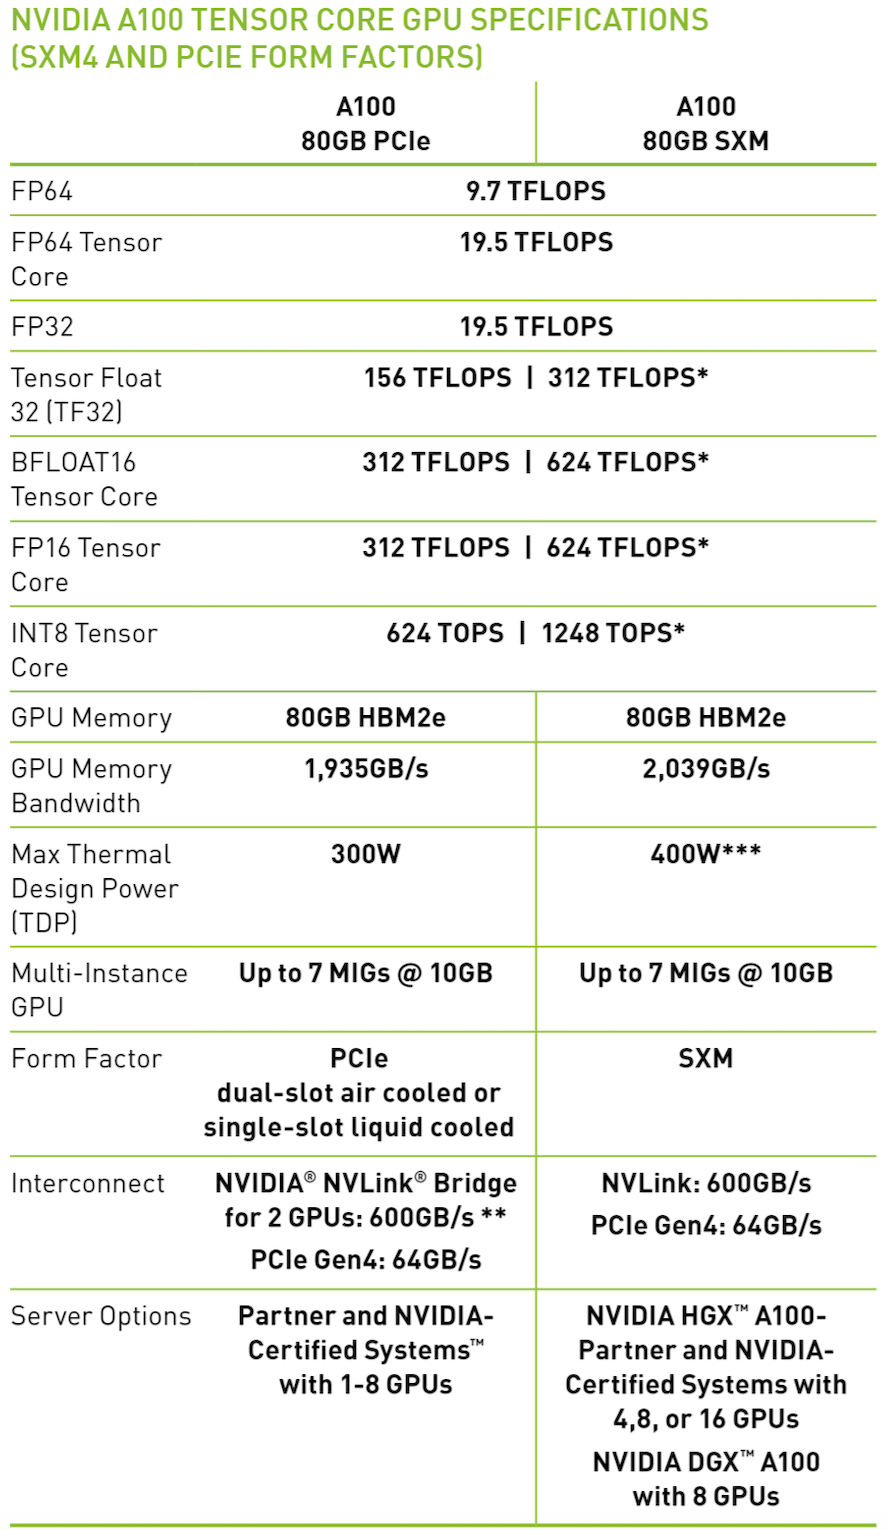 NVIDIA A100 TENSOR CORE GPU SPECIFICATIONS
(SXM4 AND PCIE FORM FACTORS)
A100
80GB PCIe
A100
80GB SXM
FP64
9.7 TFLOPS
FP64 Tensor
Core
19.5 TFLOPS
FP32
19.5 TFLOPS
Tensor Float
32 (TF32)
156 TFLOPS | 312 TFLOPS*
BFLOAT16
Tensor Core
312 TFLOPS | 624 TFLOPS*
FP16 Tensor
Core
312 TFLOPS | 624 TFLOPS*
INT8 Tensor
Core
624 TOPS | 1248 TOPS*
GPU Memory
80GB HBM2e
80GB HBM2e
GPU Memory
Bandwidth
1,935GB/s
2,039GB/s
Max Thermal
Design Power
(TDP)
300W
400W***
Multi-Instance
GPU
Up to 7 MIGs @ 10GB
Up to 7 MIGs @ 10GB
Form Factor
PCIe
dual-slot air cooled or
single-slot liquid cooled
SXM
Interconnect
NVIDIA® NVLink® Bridge
for 2 GPUs: 600GB/s **
PCIe Gen4: 64GB/s
NVLink: 600GB/s
PCIe Gen4: 64GB/s
Server Options
Partner and NVIDIA-
Certified Systems™
with 1-8 GPUs
NVIDIA HGX™ A100-
Partner and NVIDIA-
Certified Systems with
4,8, or 16 GPUs
NVIDIA DGX™ A100
with 8 GPUs